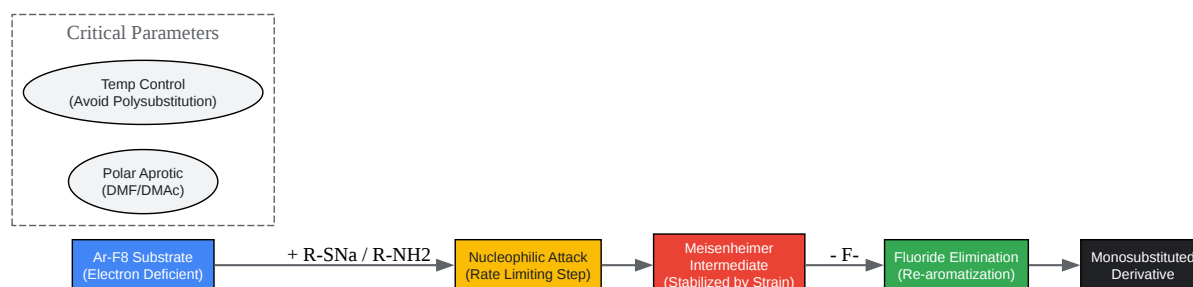 Critical Parameters
Temp Control
(Avoid Polysubstitution)
Polar Aprotic
(DMF/DMAc)
Ar-F8 Substrate
(Electron Deficient)
+ R-SNa / R-NH2
Nucleophilic Attack
(Rate Limiting Step)
Meisenheimer
Intermediate
(Stabilized by Strain)
- F-
Fluoride Elimination
(Re-aromatization)
Monosubstituted
Derivative